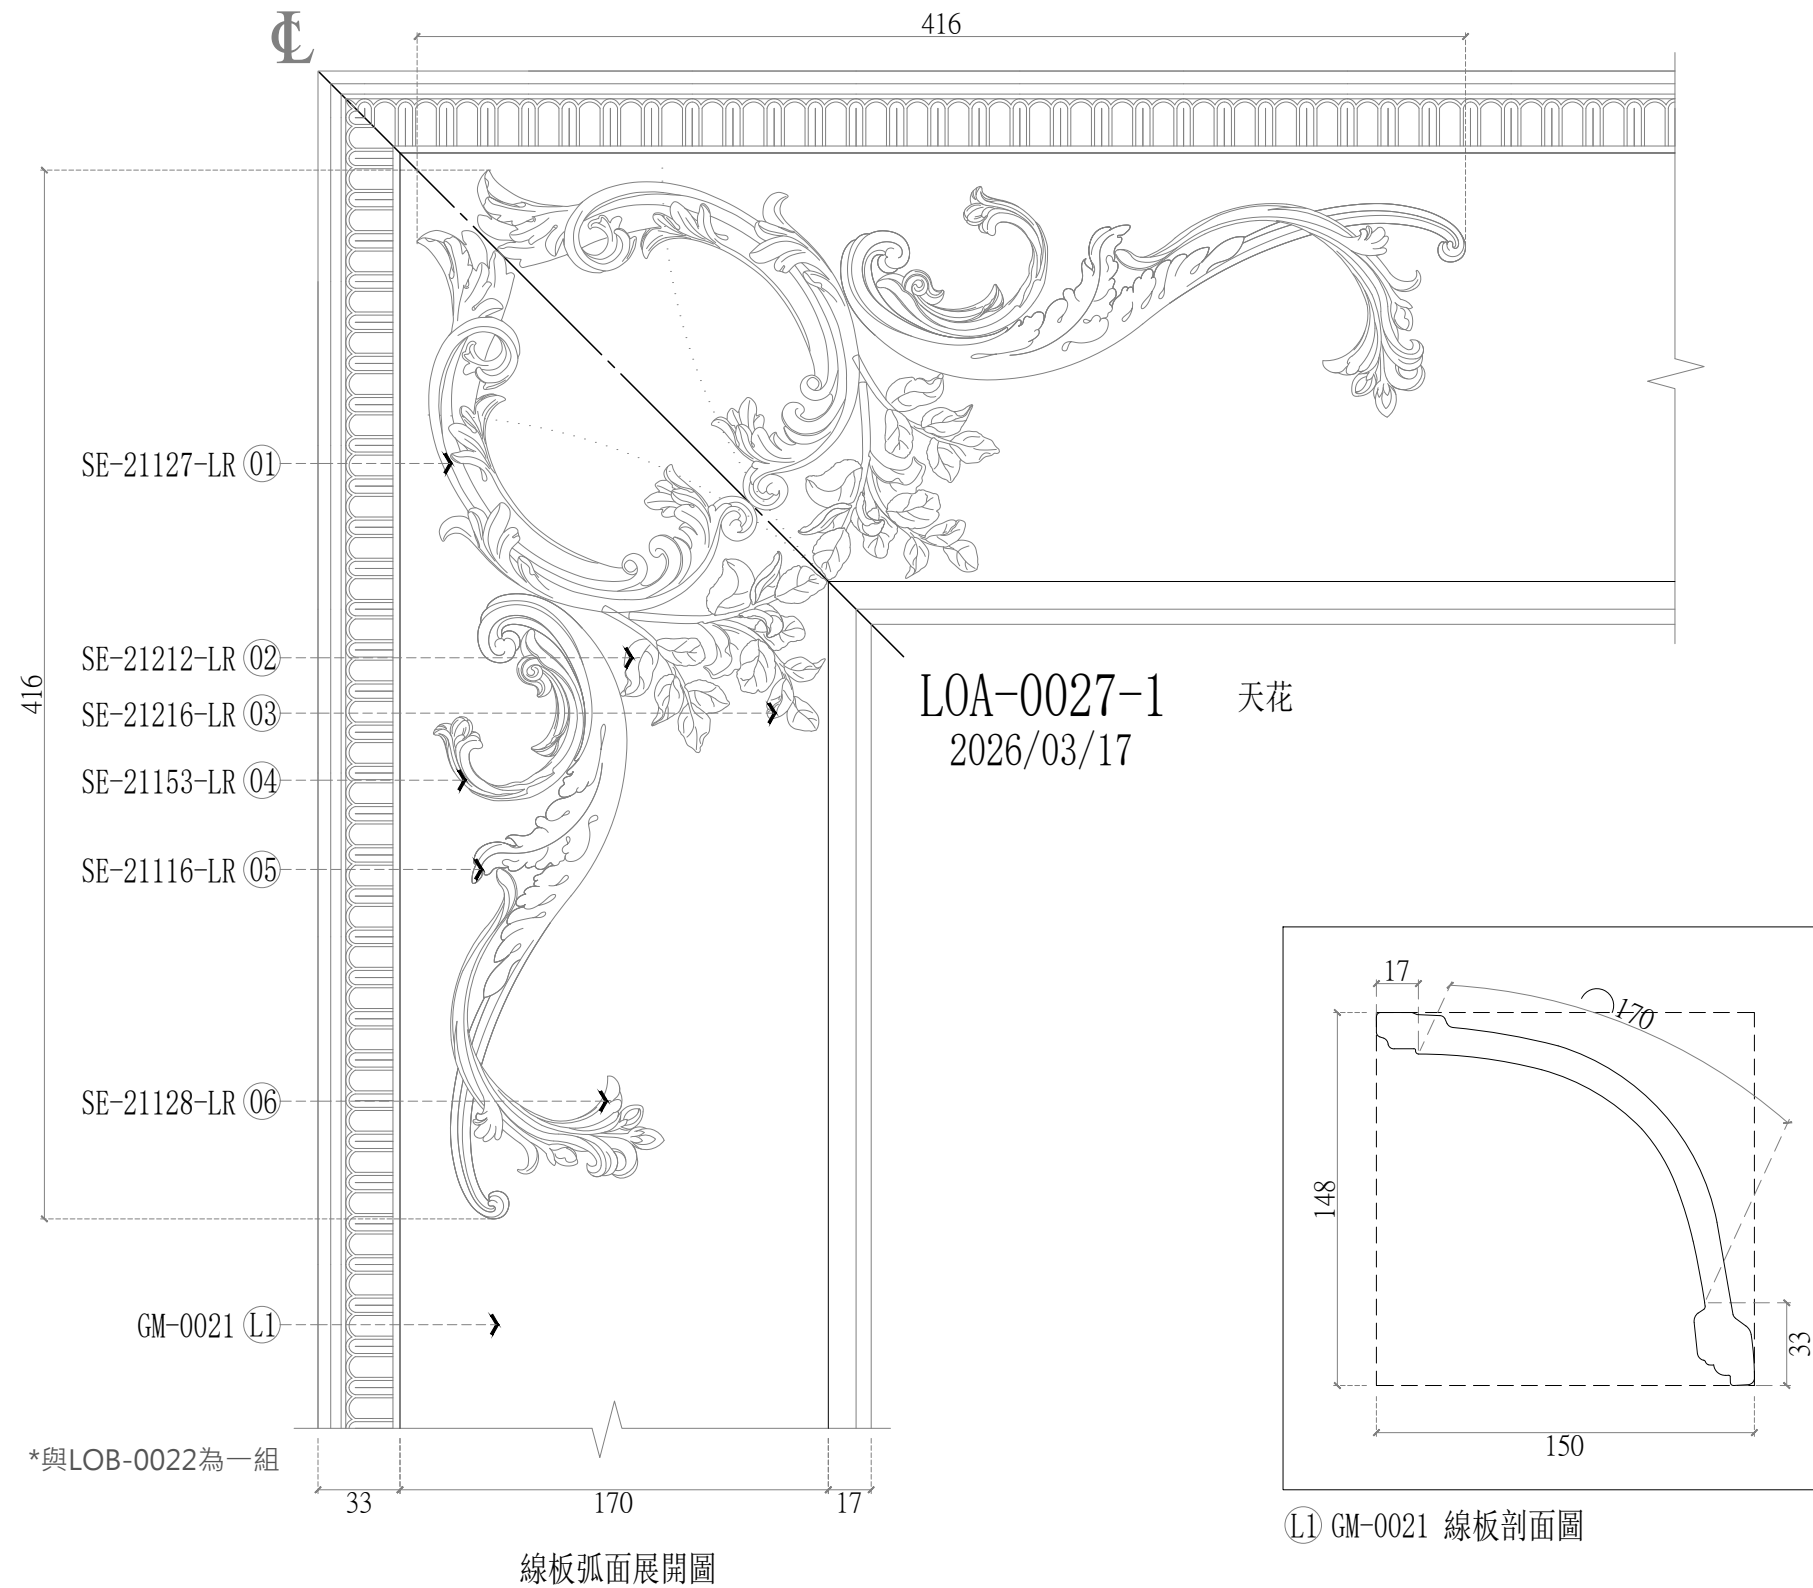 ℄
416
416
SE-21127-LR 01
SE-21212-LR 02
SE-21216-LR 03
SE-21153-LR 04
SE-21116-LR 05
SE-21128-LR 06
GM-0021 L1
LOA-0027-1 天花
2026/03/17
*與LOB-0022為一組
33 170 17
線板弧面展開圖
17
170
148
33
150
L1 GM-0021 線板剖面圖